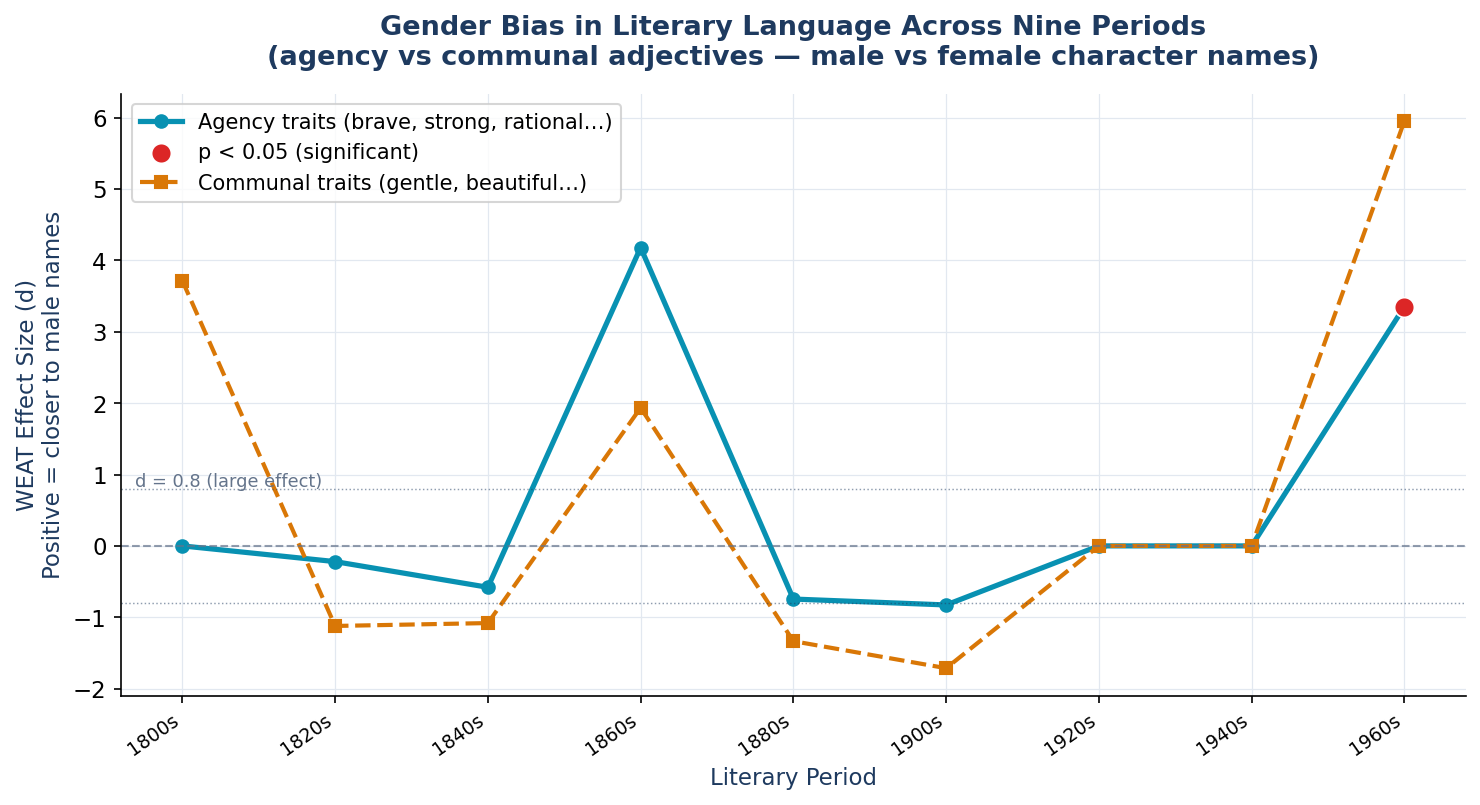 Gender Bias in Literary Language Across Nine Periods
(agency vs communal adjectives — male vs female character names)
Agency traits (brave, strong, rational…)
p < 0.05 (significant)
Communal traits (gentle, beautiful…)
WEAT Effect Size (d)
Positive = closer to male names
6
5
4
3
2
1
0
−1
−2
d = 0.8 (large effect)
1800s
1820s
1840s
1860s
1880s
1900s
1920s
1940s
1960s
Literary Period